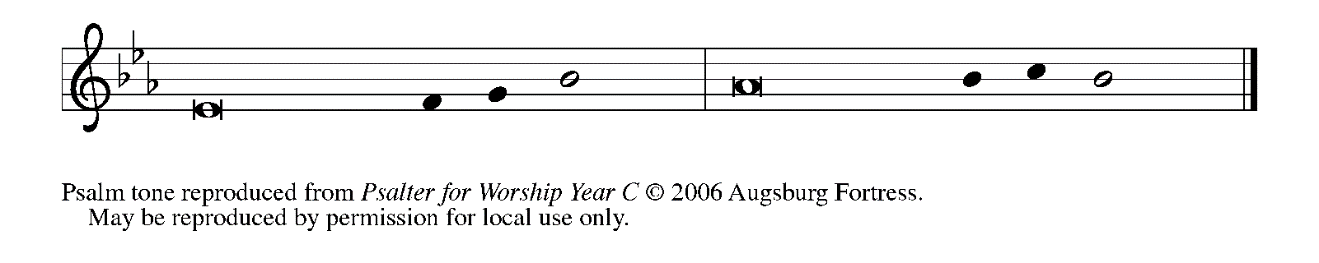 Psalm tone reproduced from Psalter for Worship Year C © 2006 Augsburg Fortress.
May be reproduced by permission for local use only.